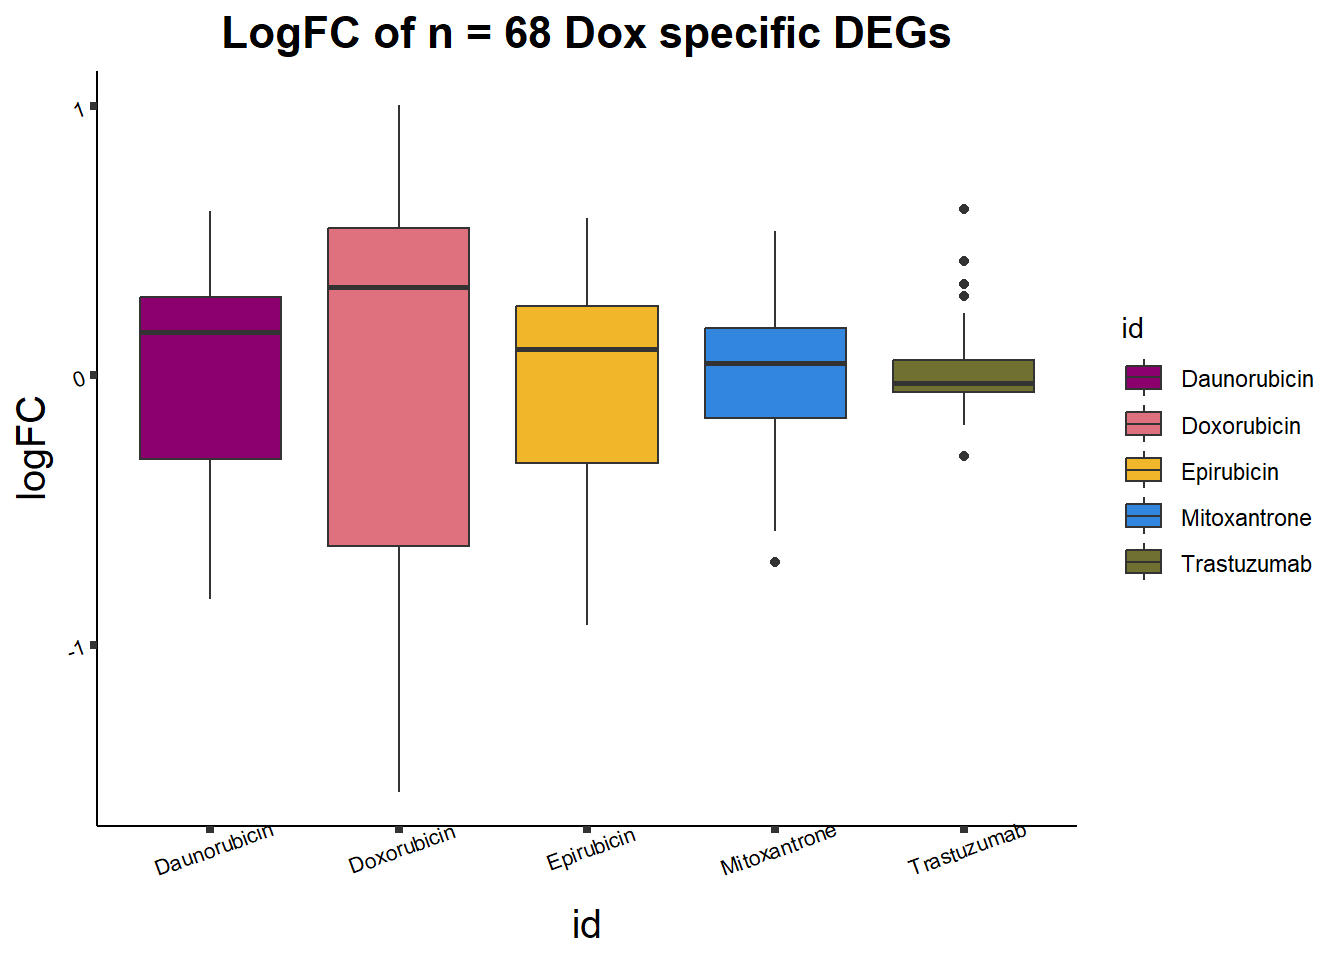 LogFC of n = 68 Dox specific DEGs
logFC
1
0
-1
Daunorubicin
Doxorubicin
Epirubicin
Mitoxantrone
Trastuzumab
id
id
Daunorubicin
Doxorubicin
Epirubicin
Mitoxantrone
Trastuzumab